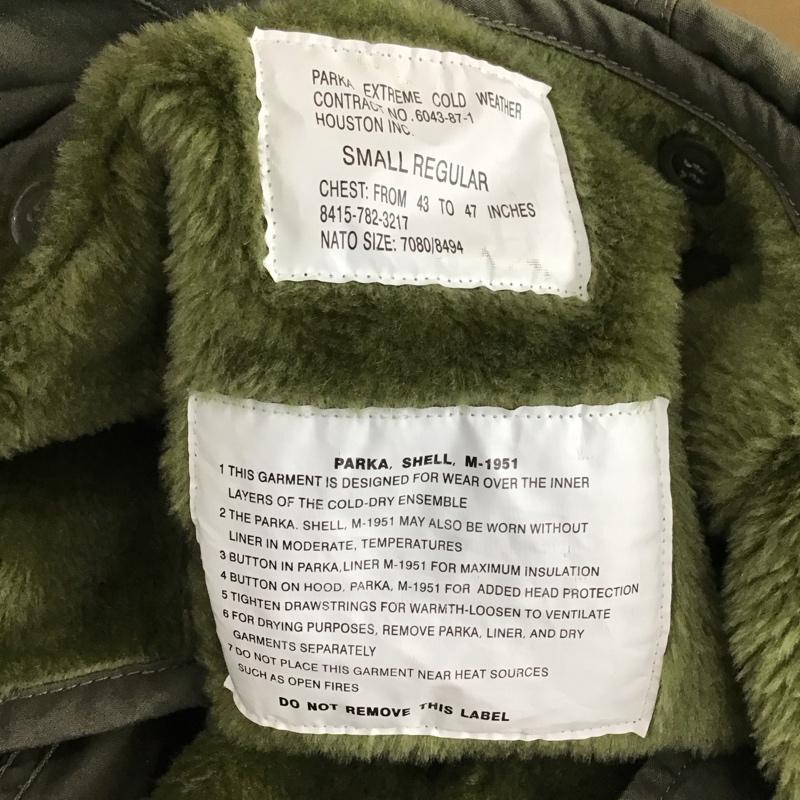 PARKA EXTREME COLD WEATHER
CONTRACT NO.6043-87-1
HOUSTON INC.
SMALL REGULAR
CHEST: FROM 43 TO 47 INCHES
8415-782-3217
NATO SIZE: 7080/8494
PARKA, SHELL, M-1951
1 THIS GARMENT IS DESIGNED FOR WEAR OVER THE INNER
LAYERS OF THE COLD-DRY ENSEMBLE
2 THE PARKA. SHELL, M-1951 MAY ALSO BE WORN WITHOUT
LINER IN MODERATE, TEMPERATURES
3 BUTTON IN PARKA,LINER M-1951 FOR MAXIMUM INSULATION
4 BUTTON ON HOOD, PARKA, M-1951 FOR ADDED HEAD PROTECTION
5 TIGHTEN DRAWSTRINGS FOR WARMTH-LOOSEN TO VENTILATE
6 FOR DRYING PURPOSES, REMOVE PARKA, LINER, AND DRY
GARMENTS SEPARATELY
7 DO NOT PLACE THIS GARMENT NEAR HEAT SOURCES
SUCH AS OPEN FIRES
DO NOT REMOVE THIS LABEL